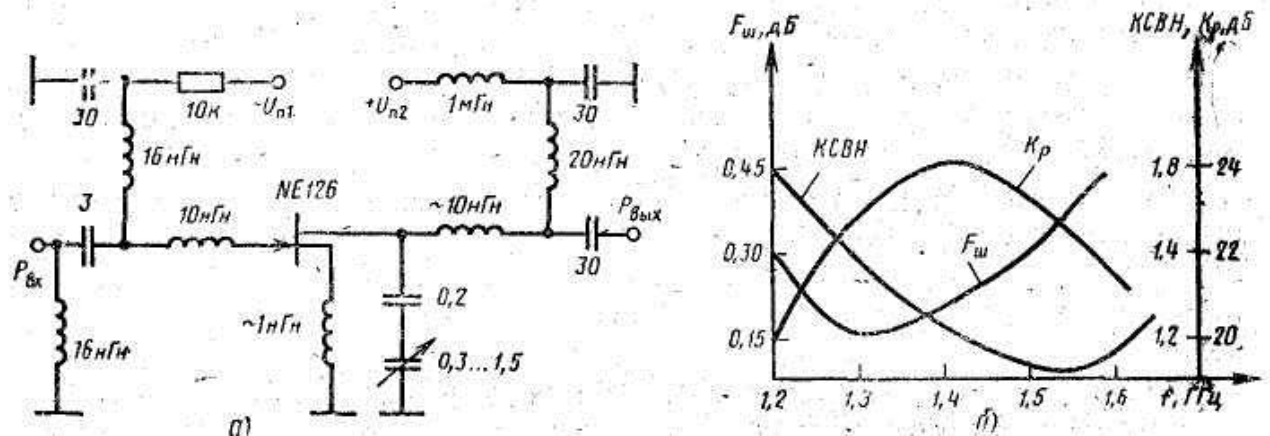 30
10к
-Uп1
+Uп2
1мГн
30
16нГн
20нГн
NE126
3
10нГн
~10нГн
Pвых
Pвх
30
0,2
~1нГн
16нГн
0,3...1,5
а)
Fш, дБ
КСВН, Кр, дБ
0,45
КСВН
Кр
1,8
24
0,30
Fш
1,4
22
0,15
1,2
20
1,2
1,3
1,4
1,5
1,6
f, ГГц
б)